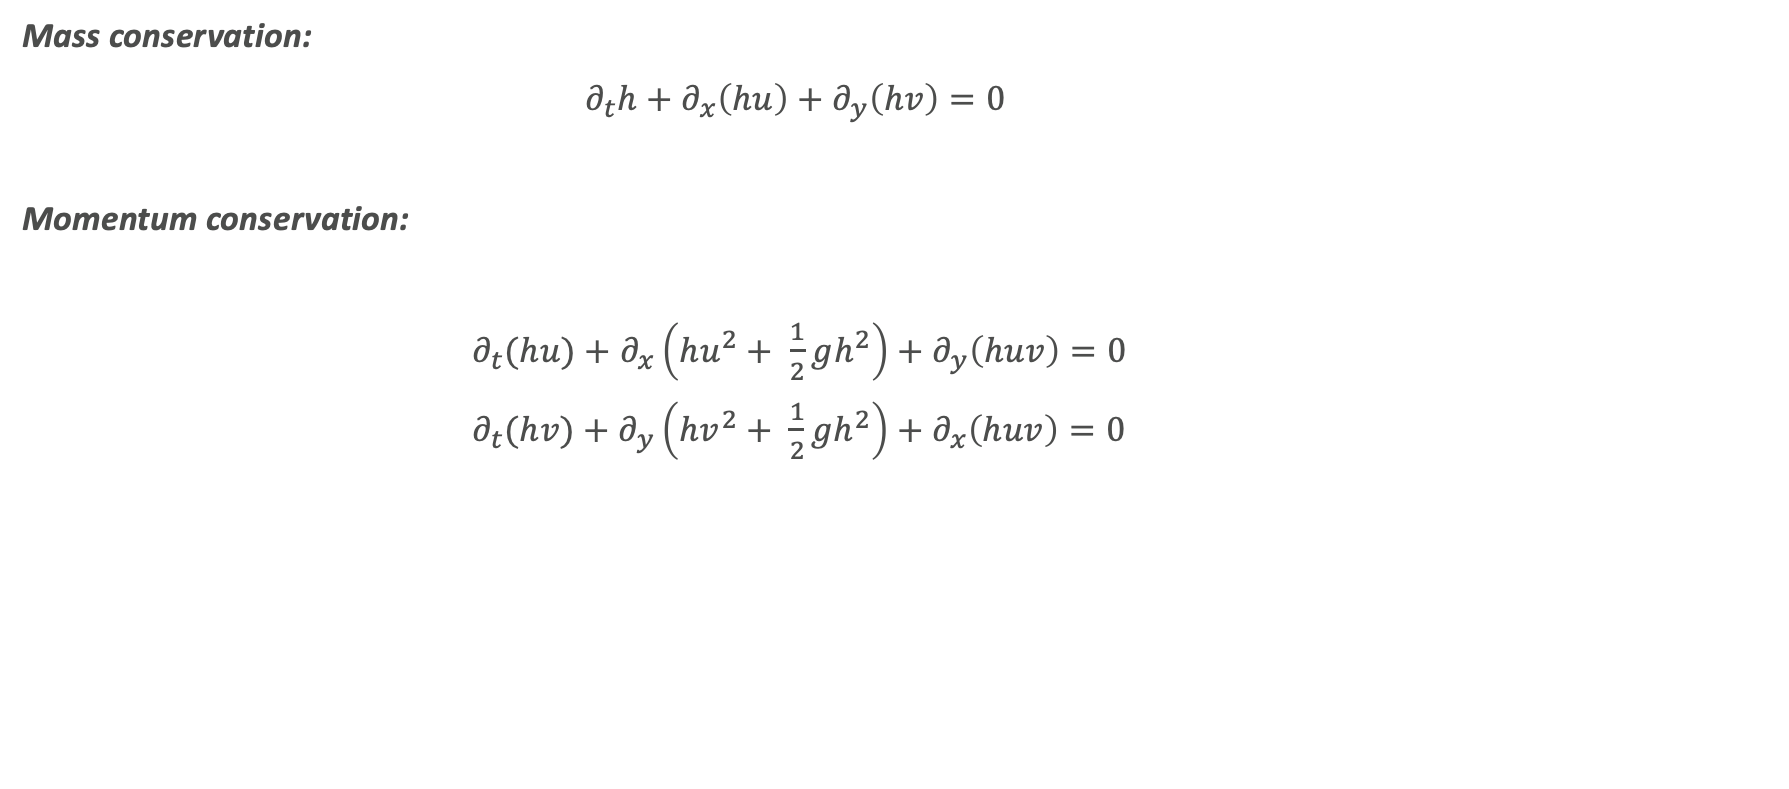 Mass conservation:
∂ₜh + ∂ₓ(hu) + ∂ᵧ(hv) = 0
Momentum conservation:
∂ₜ(hu) + ∂ₓ(hu² + ½gh²) + ∂ᵧ(huv) = 0
∂ₜ(hv) + ∂ᵧ(hv² + ½gh²) + ∂ₓ(huv) = 0